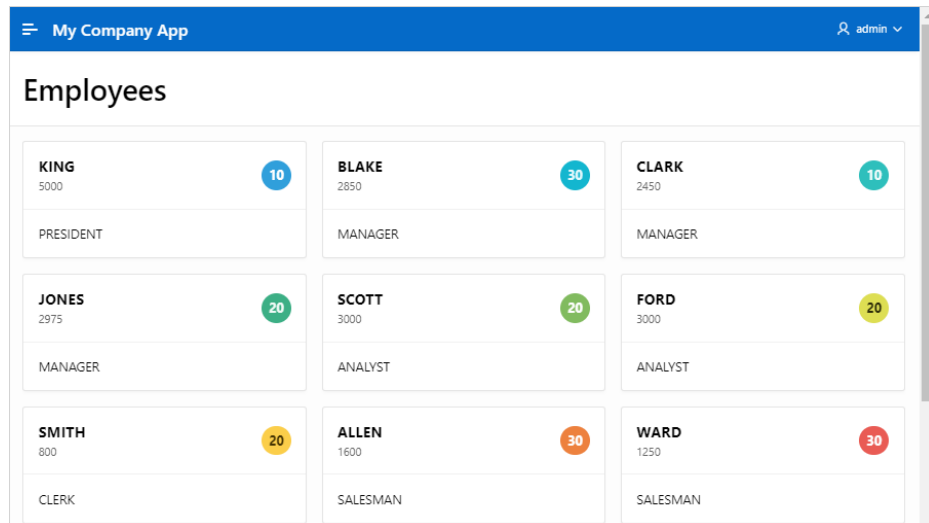 My Company App
admin
Employees
KING
5000
10
PRESIDENT
BLAKE
2850
30
MANAGER
CLARK
2450
10
MANAGER
JONES
2975
20
MANAGER
SCOTT
3000
20
ANALYST
FORD
3000
20
ANALYST
SMITH
800
20
CLERK
ALLEN
1600
30
SALESMAN
WARD
1250
30
SALESMAN